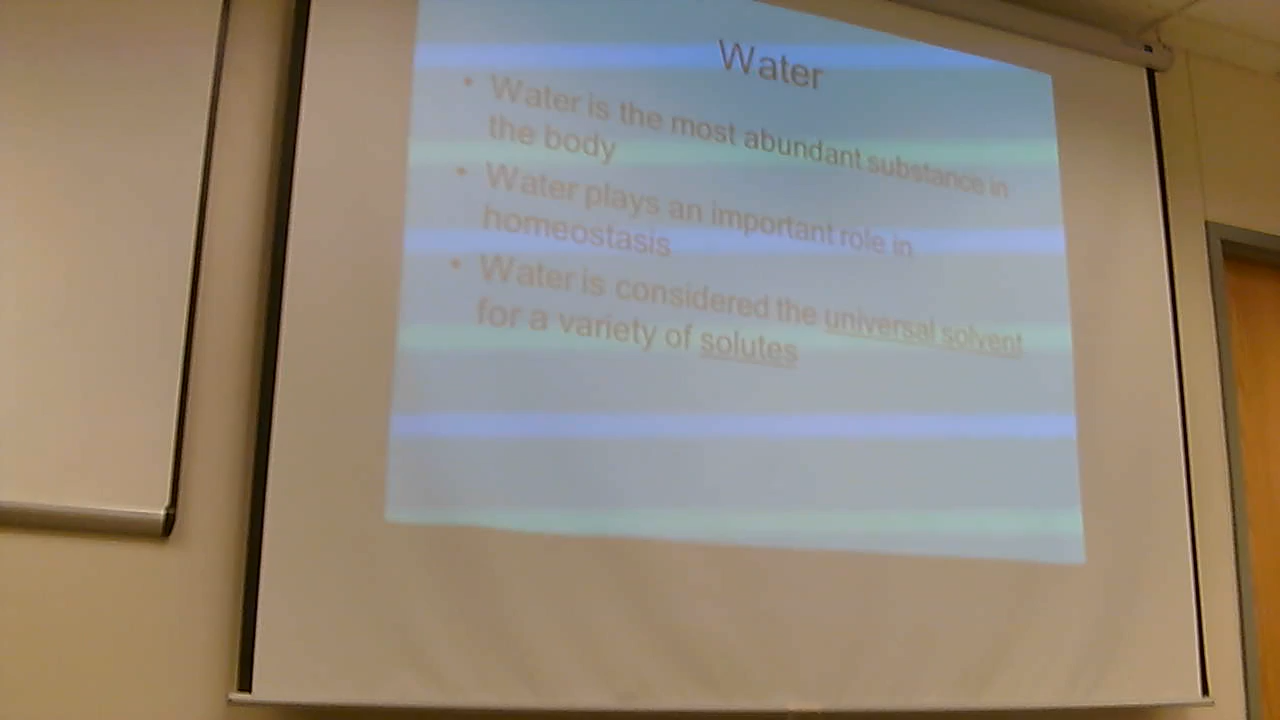 Water
• Water is the most abundant substance in
the body
• Water plays an important role in
homeostasis
• Water is considered the universal solvent
for a variety of solutes